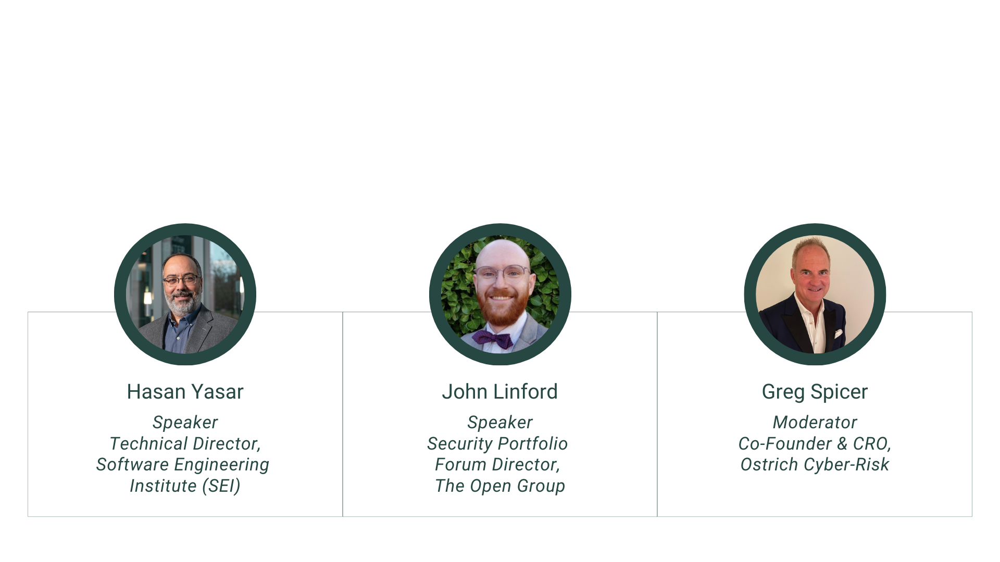 Hasan Yasar
Speaker
Technical Director,
Software Engineering
Institute (SEI)
John Linford
Speaker
Security Portfolio
Forum Director,
The Open Group
Greg Spicer
Moderator
Co-Founder & CRO,
Ostrich Cyber-Risk